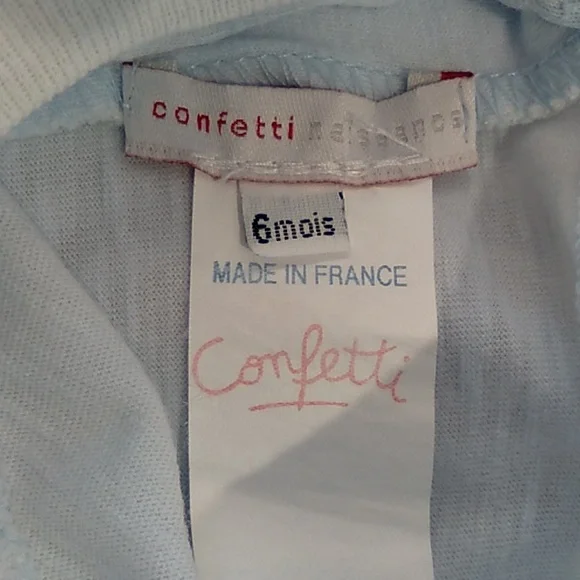 confetti naissance
6mois
MADE IN FRANCE
Confetti